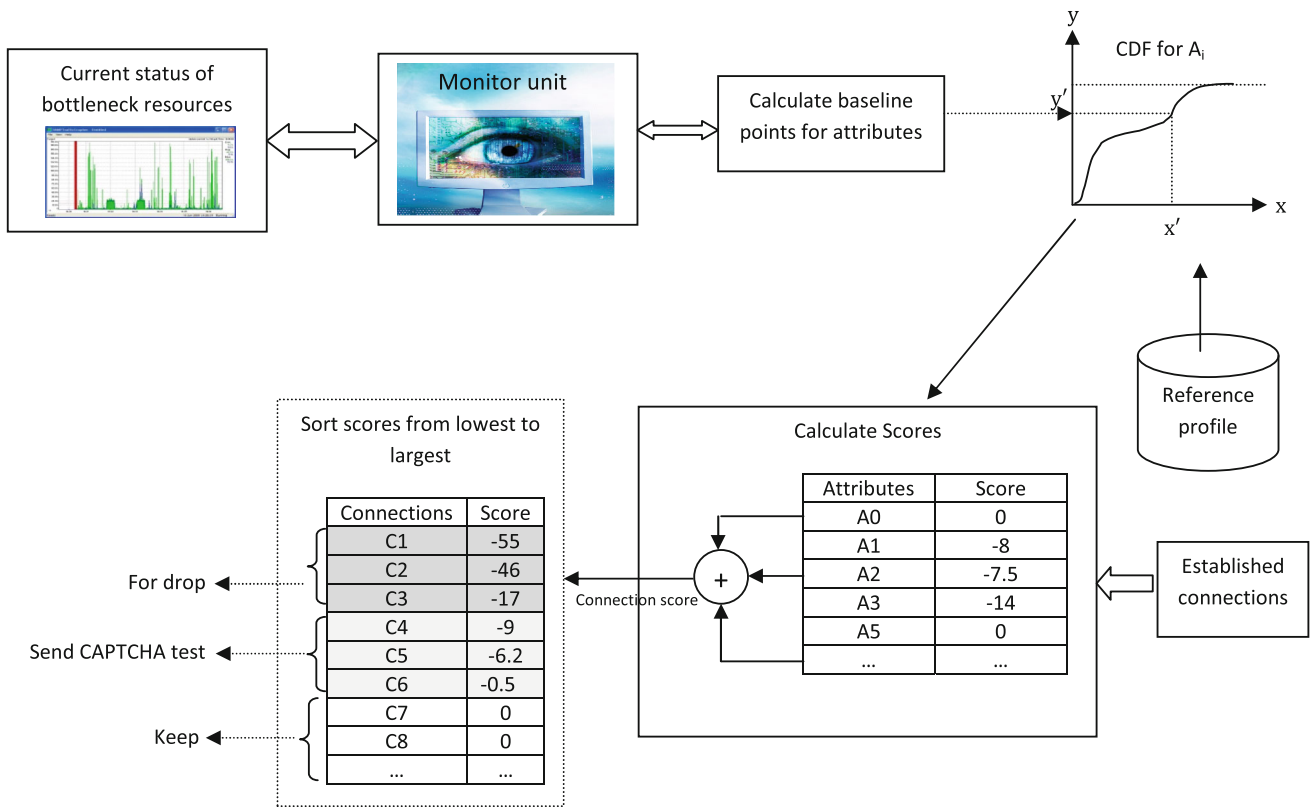 Current status of
bottleneck resources
Monitor unit
Calculate baseline
points for attributes
y
CDF for Ai
y′
x
x′
Reference
profile
Sort scores from lowest to
largest
Connections Score
C1 -55
C2 -46
C3 -17
C4 -9
C5 -6.2
C6 -0.5
C7 0
C8 0
... ...
For drop
Send CAPTCHA test
Keep
Connection score
+
Calculate Scores
Attributes Score
A0 0
A1 -8
A2 -7.5
A3 -14
A5 0
... ...
Established
connections